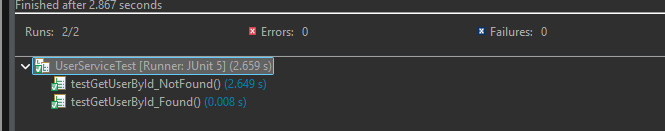 Finished after 2.867 seconds
Runs: 2/2 Errors: 0 Failures: 0
UserServiceTest [Runner: JUnit 5] (2.659 s)
testGetUserById_NotFound() (2.649 s)
testGetUserById_Found() (0.008 s)